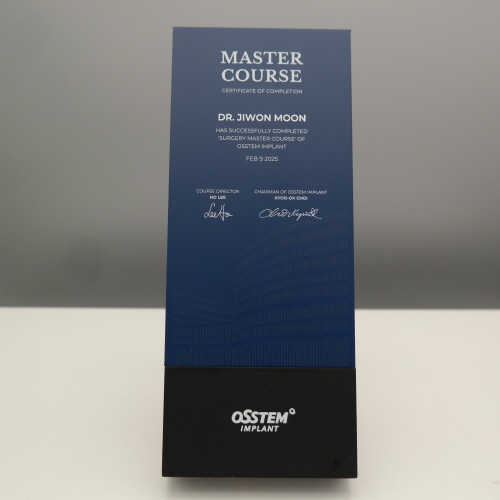 MASTER
COURSE
CERTIFICATE OF COMPLETION
DR. JIWON MOON
HAS SUCCESSFULLY COMPLETED
'SURGERY MASTER COURSE' OF
OSSTEM IMPLANT
FEB 9 2025
COURSE DIRECTOR
HO LEE
CHAIRMAN OF OSSTEM IMPLANT
KYOO-OK CHOI
OSSTEM
IMPLANT